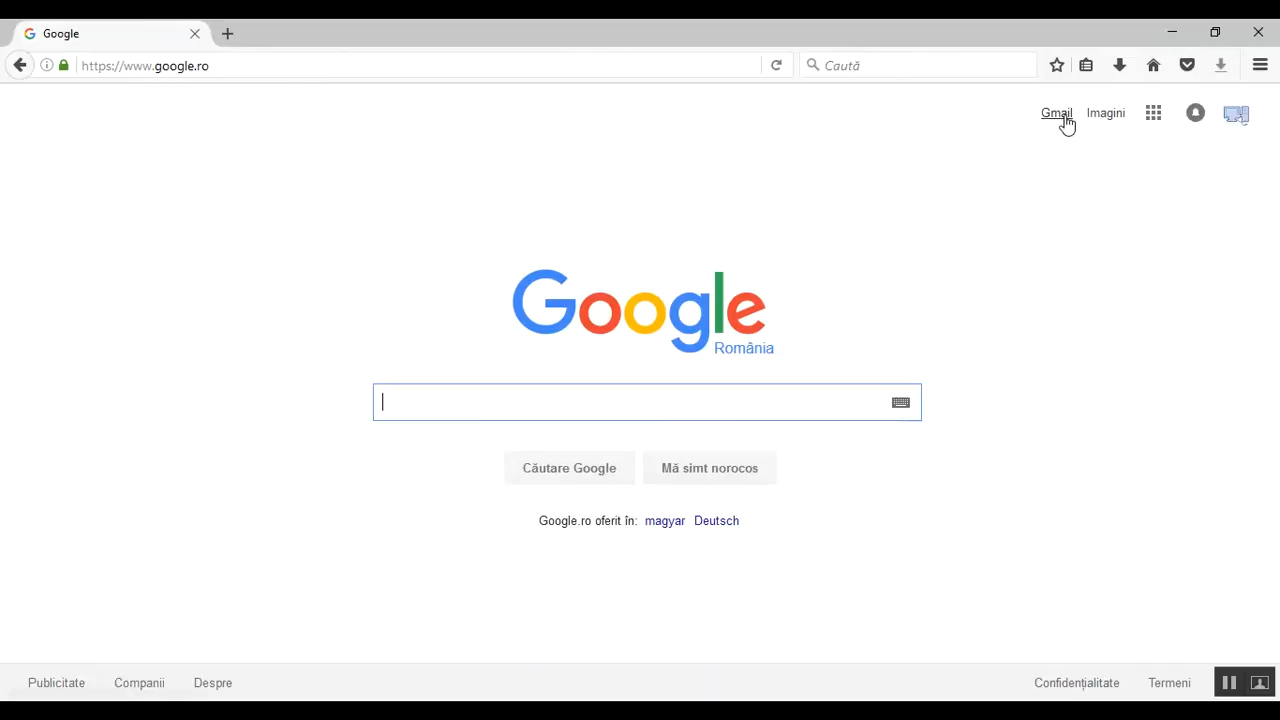 Google
https://www.google.ro
Caută
Gmail Imagini
Google
România
Căutare Google Mă simt norocos
Google.ro oferit în: magyar Deutsch
Publicitate Companii Despre Confidențialitate Termeni